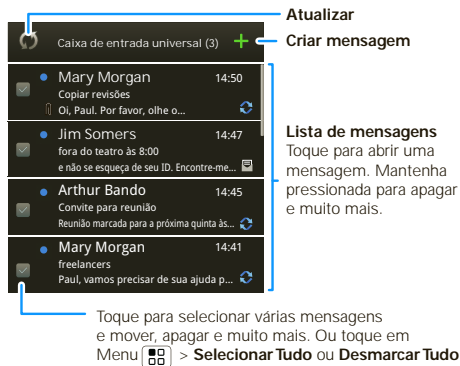 Atualizar
Caixa de entrada universal (3)
Criar mensagem
Mary Morgan 14:50
Copiar revisões
Oi, Paul. Por favor, olhe o...
Jim Somers 14:47
fora do teatro às 8:00
e não se esqueça de seu ID. Encontre-me...
Arthur Bando 14:45
Convite para reunião
Reunião marcada para a próxima quinta às...
Mary Morgan 14:41
freelancers
Paul, vamos precisar de sua ajuda p...
Lista de mensagens
Toque para abrir uma
mensagem. Mantenha
pressionada para apagar
e muito mais.
Toque para selecionar várias mensagens
e mover, apagar e muito mais. Ou toque em
Menu > Selecionar Tudo ou Desmarcar Tudo